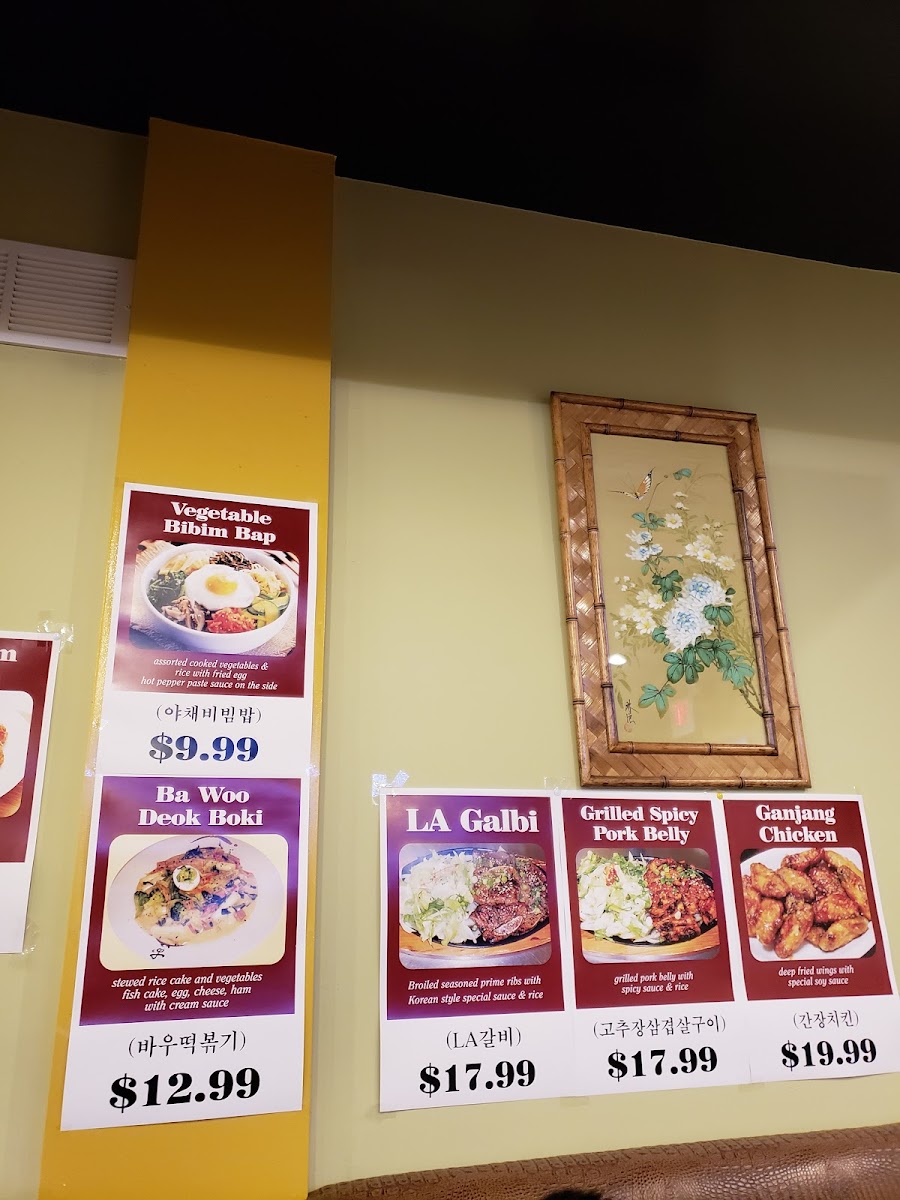 m
Vegetable
Bibim Bap
assorted cooked vegetables &
rice with fried egg
hot pepper paste sauce on the side
(야채비빔밥)
$9.99
Ba Woo
Deok Boki
stewed rice cake and vegetables
fish cake, egg, cheese, ham
with cream sauce
(바우떡볶기)
$12.99
LA Galbi
Broiled seasoned prime ribs with
Korean style special sauce & rice
(LA갈비)
$17.99
Grilled Spicy
Pork Belly
grilled pork belly with
spicy sauce & rice
(고추장삼겹살구이)
$17.99
Ganjang
Chicken
deep fried wings with
special soy sauce
(간장치킨)
$19.99